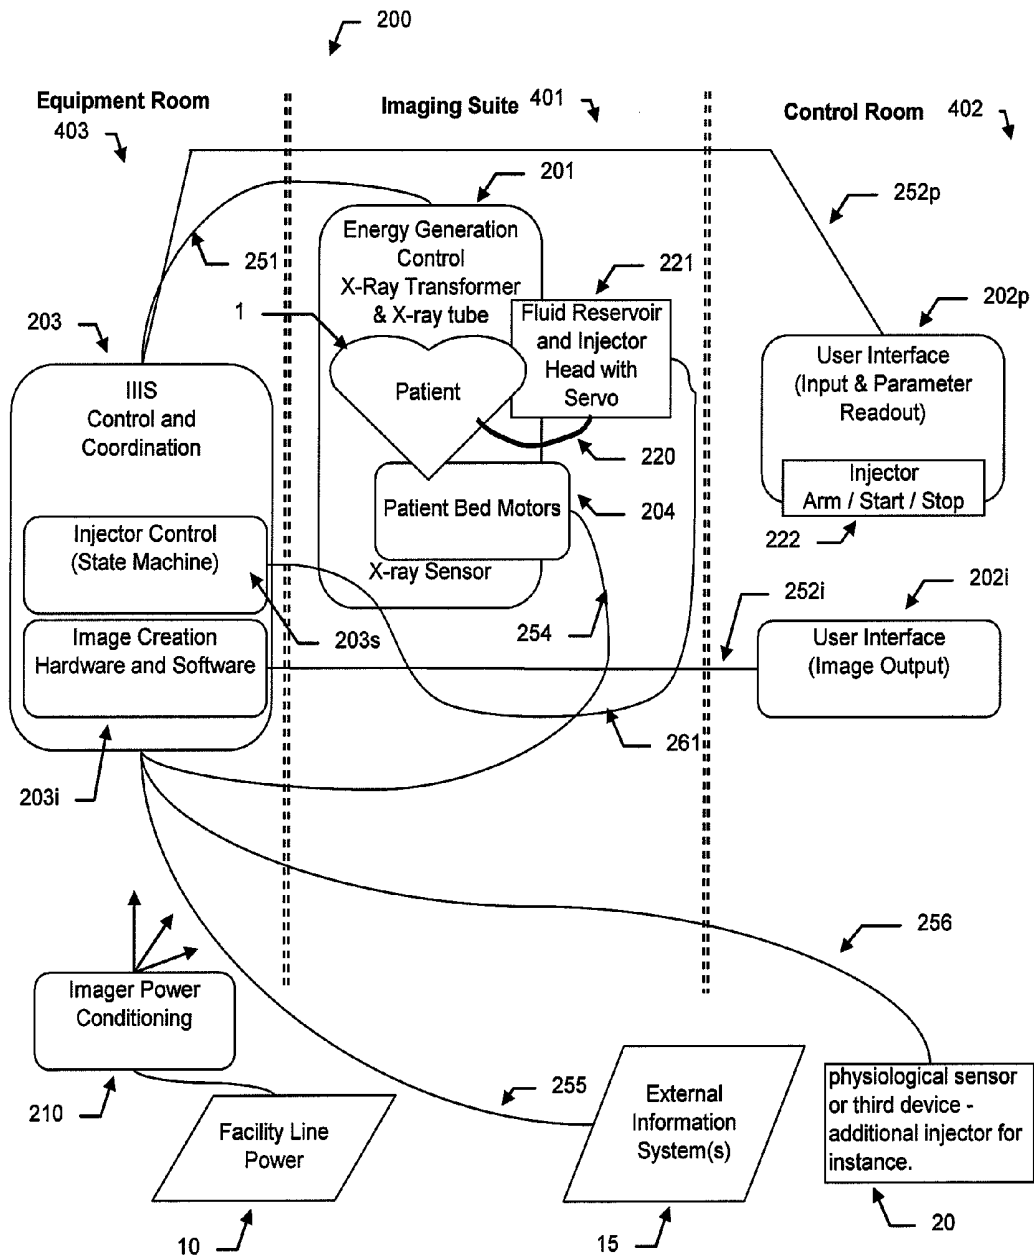 200
Equipment Room
403
Imaging Suite
401
Control Room
402
201
252p
251
Energy Generation
Control
X-Ray Transformer
& X-ray tube
221
1
202p
203
Fluid Reservoir
and Injector
Head with
Servo
User Interface
(Input & Parameter
Readout)
IIIS
Control and
Coordination
Patient
220
Injector
Arm / Start / Stop
222
Patient Bed Motors
204
X-ray Sensor
Injector Control
(State Machine)
203s
254
252i
202i
Image Creation
Hardware and Software
User Interface
(Image Output)
261
203i
256
Imager Power
Conditioning
210
255
External
Information
System(s)
physiological sensor
or third device -
additional injector for
instance.
Facility Line
Power
10
15
20